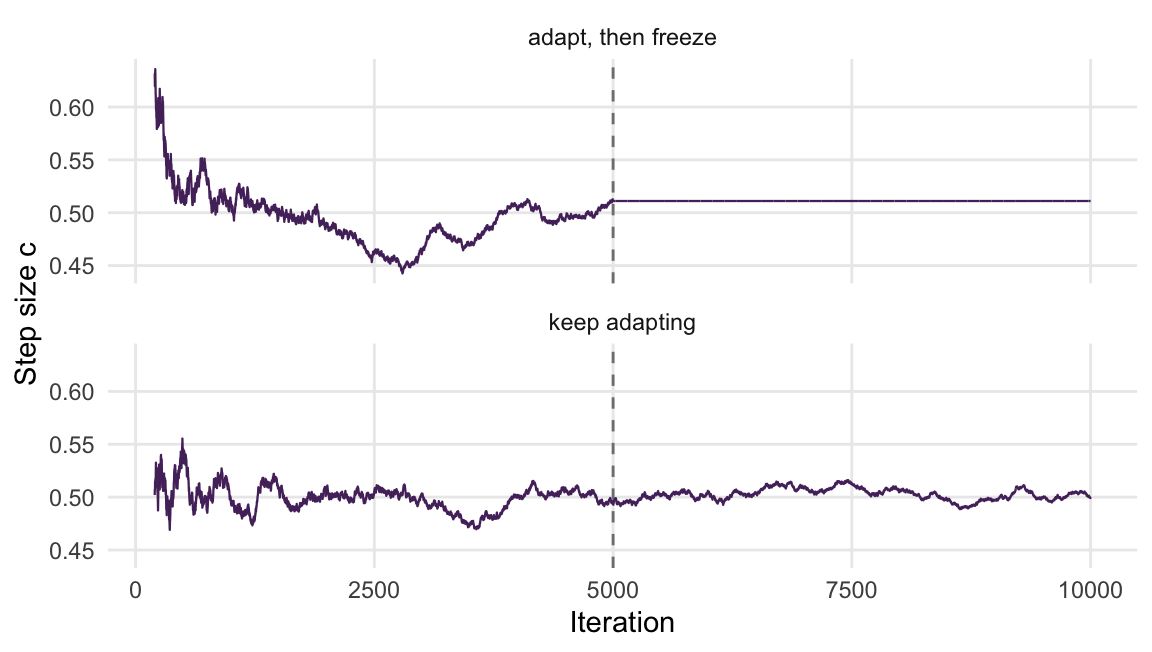 adapt, then freeze
0.60
0.55
0.50
0.45
Step size c
keep adapting
0.60
0.55
0.50
0.45
0 2500 5000 7500 10000
Iteration